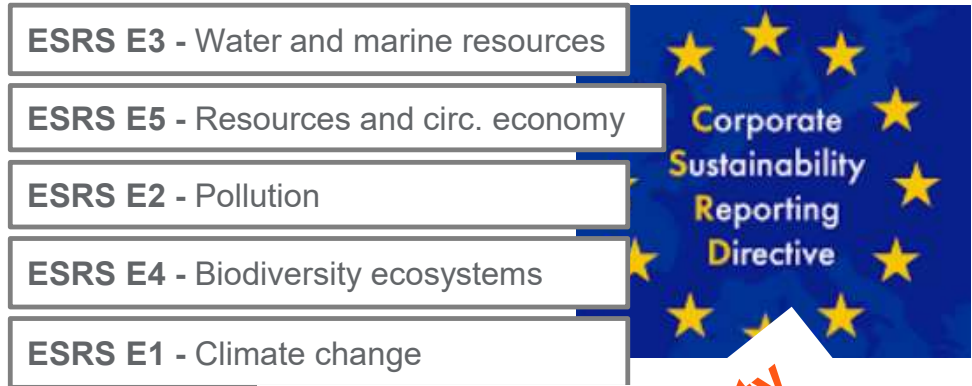 ESRS E3 - Water and marine resources
ESRS E5 - Resources and circ. economy
ESRS E2 - Pollution
ESRS E4 - Biodiversity ecosystems
ESRS E1 - Climate change
Corporate
Sustainability
Reporting
Directive